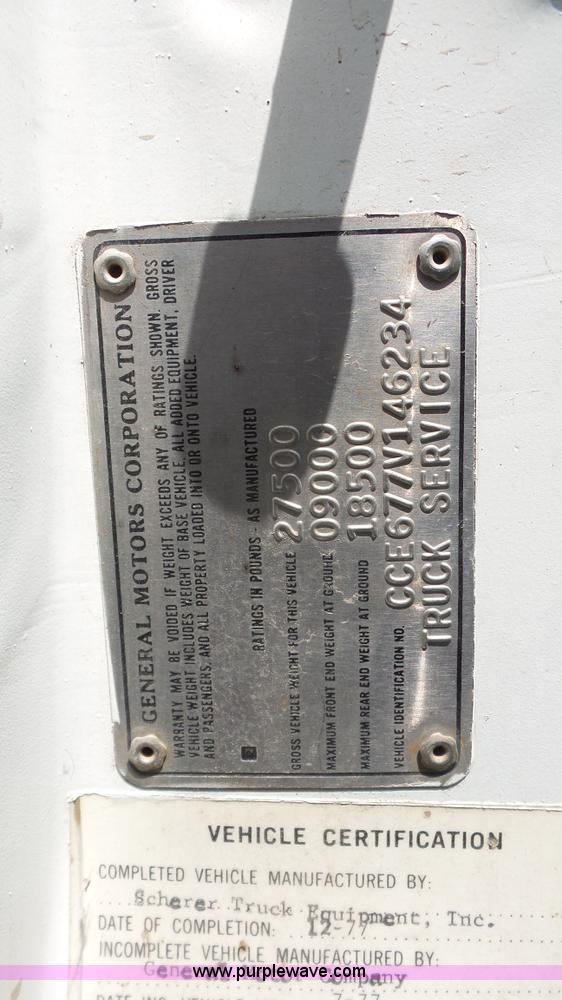 GENERAL MOTORS CORPORATION
WARRANTY MAY BE VOIDED IF WEIGHT EXCEEDS ANY OF RATINGS SHOWN. GROSS
VEHICLE WEIGHT INCLUDES WEIGHT OF BASE VEHICLE, ALL ADDED EQUIPMENT, DRIVER
AND PASSENGERS, AND ALL PROPERTY LOADED INTO OR ONTO VEHICLE.
RATINGS IN POUNDS - AS MANUFACTURED
GROSS VEHICLE WEIGHT FOR THIS VEHICLE 27500
MAXIMUM FRONT END WEIGHT AT GROUND 09000
MAXIMUM REAR END WEIGHT AT GROUND 18500
VEHICLE IDENTIFICATION NO. CCE677V146234
TRUCK SERVICE
VEHICLE CERTIFICATION
COMPLETED VEHICLE MANUFACTURED BY:
Scherer Truck Equipment, Inc.
DATE OF COMPLETION: 12-77
INCOMPLETE VEHICLE MANUFACTURED BY:
www.purplewave.com